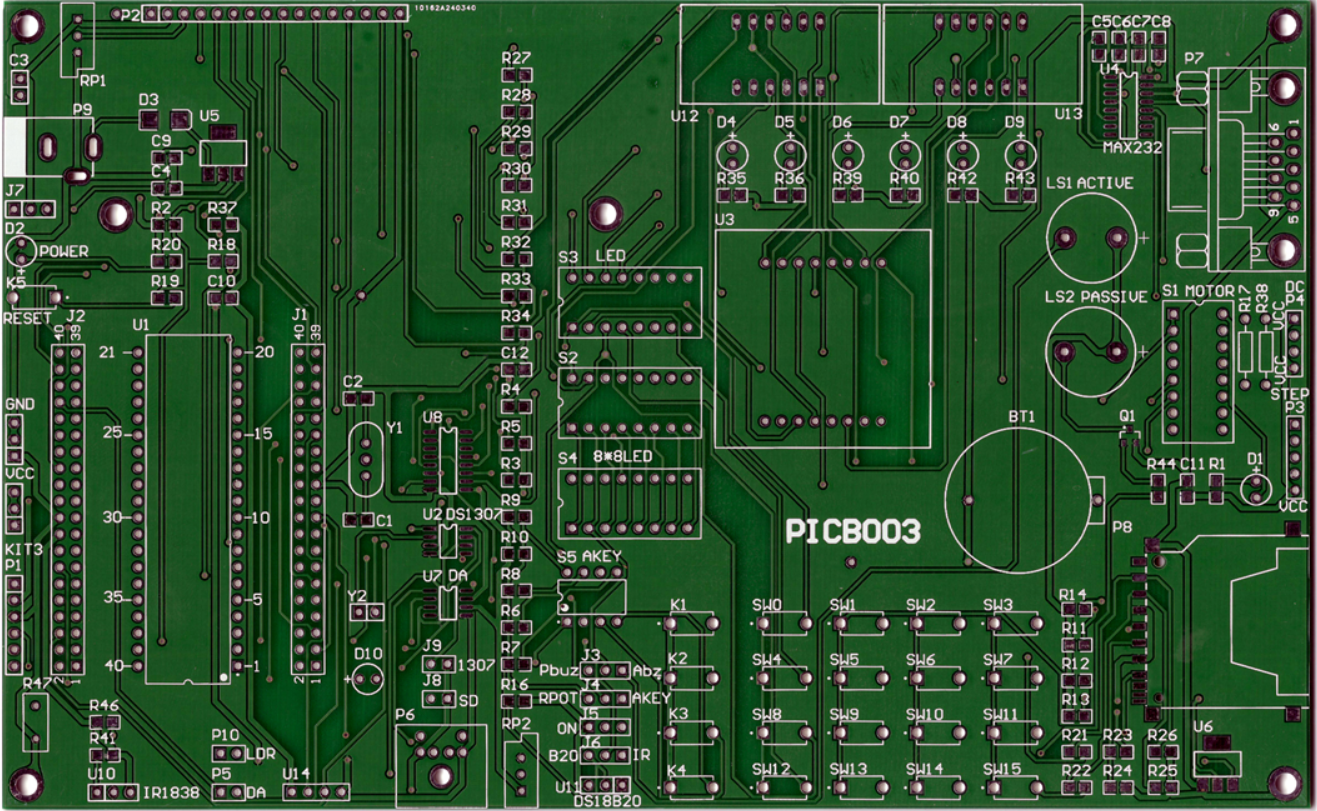 P2
10162A240340
RP1
C3
P9
D3
U5
C9
C4
J7
R2
R37
D2
POWER
R20
R18
K5
R19
C10
RESET
J2
U1
J1
40
39
40
39
21
20
25
15
30
10
35
5
40
1
2
1
2
1
GND
VCC
KIT3
P1
R47
R46
R41
U10
IR1838
P10
LDR
P5
DA
U14
C2
Y1
C1
U8
U2 DS1307
U7 DA
Y2
D10
J9
1307
J8
SD
P6
RP2
R27
R28
R29
R30
R31
R32
R33
R34
C12
R4
R5
R3
R9
R10
R8
R6
R7
R16
U12
U13
D4
D5
D6
D7
D8
D9
R35
R36
R39
R40
R42
R43
U3
S3
LED
S2
S4
8*8LED
S5 AKEY
J3
Pbuz
Abz
RPOT
J4
AKEY
J5
ON
J6
B20
IR
U11
DS18B20
PICB003
K1
K2
K3
K4
SW0
SW1
SW2
SW3
SW4
SW5
SW6
SW7
SW8
SW9
SW10
SW11
SW12
SW13
SW14
SW15
C5C6C7C8
U4
MAX232
P7
6
1
9
5
LS1 ACTIVE
LS2 PASSIVE
S1 MOTOR
R17
R38
DC
P4
VCC
VCC
STEP
P3
VCC
BT1
Q1
R44
C11
R1
D1
P8
R14
R11
R12
R13
R21
R23
R26
R22
R24
R25
U6